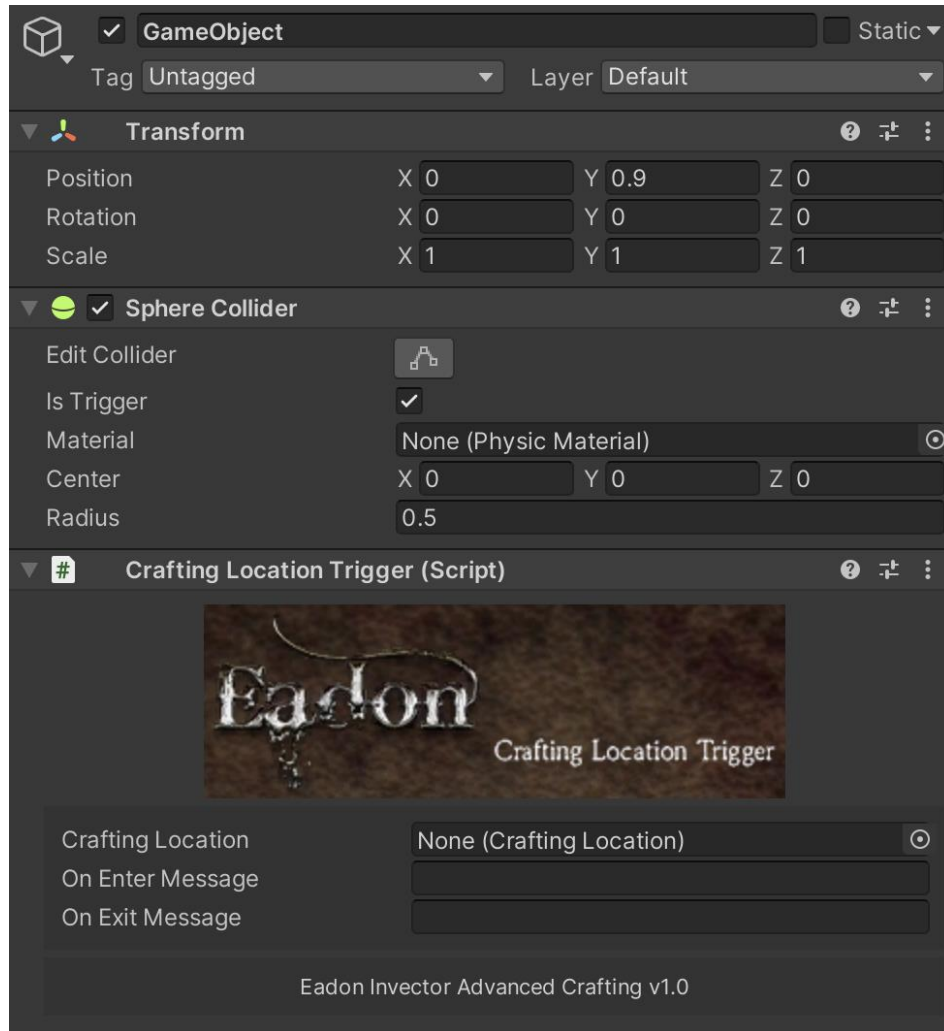 GameObject
Static
Tag Untagged Layer Default
Transform
Position X 0 Y 0.9 Z 0
Rotation X 0 Y 0 Z 0
Scale X 1 Y 1 Z 1
Sphere Collider
Edit Collider
Is Trigger
Material None (Physic Material)
Center X 0 Y 0 Z 0
Radius 0.5
# Crafting Location Trigger (Script)
Eadon
Crafting Location Trigger
Crafting Location None (Crafting Location)
On Enter Message
On Exit Message
Eadon Invector Advanced Crafting v1.0